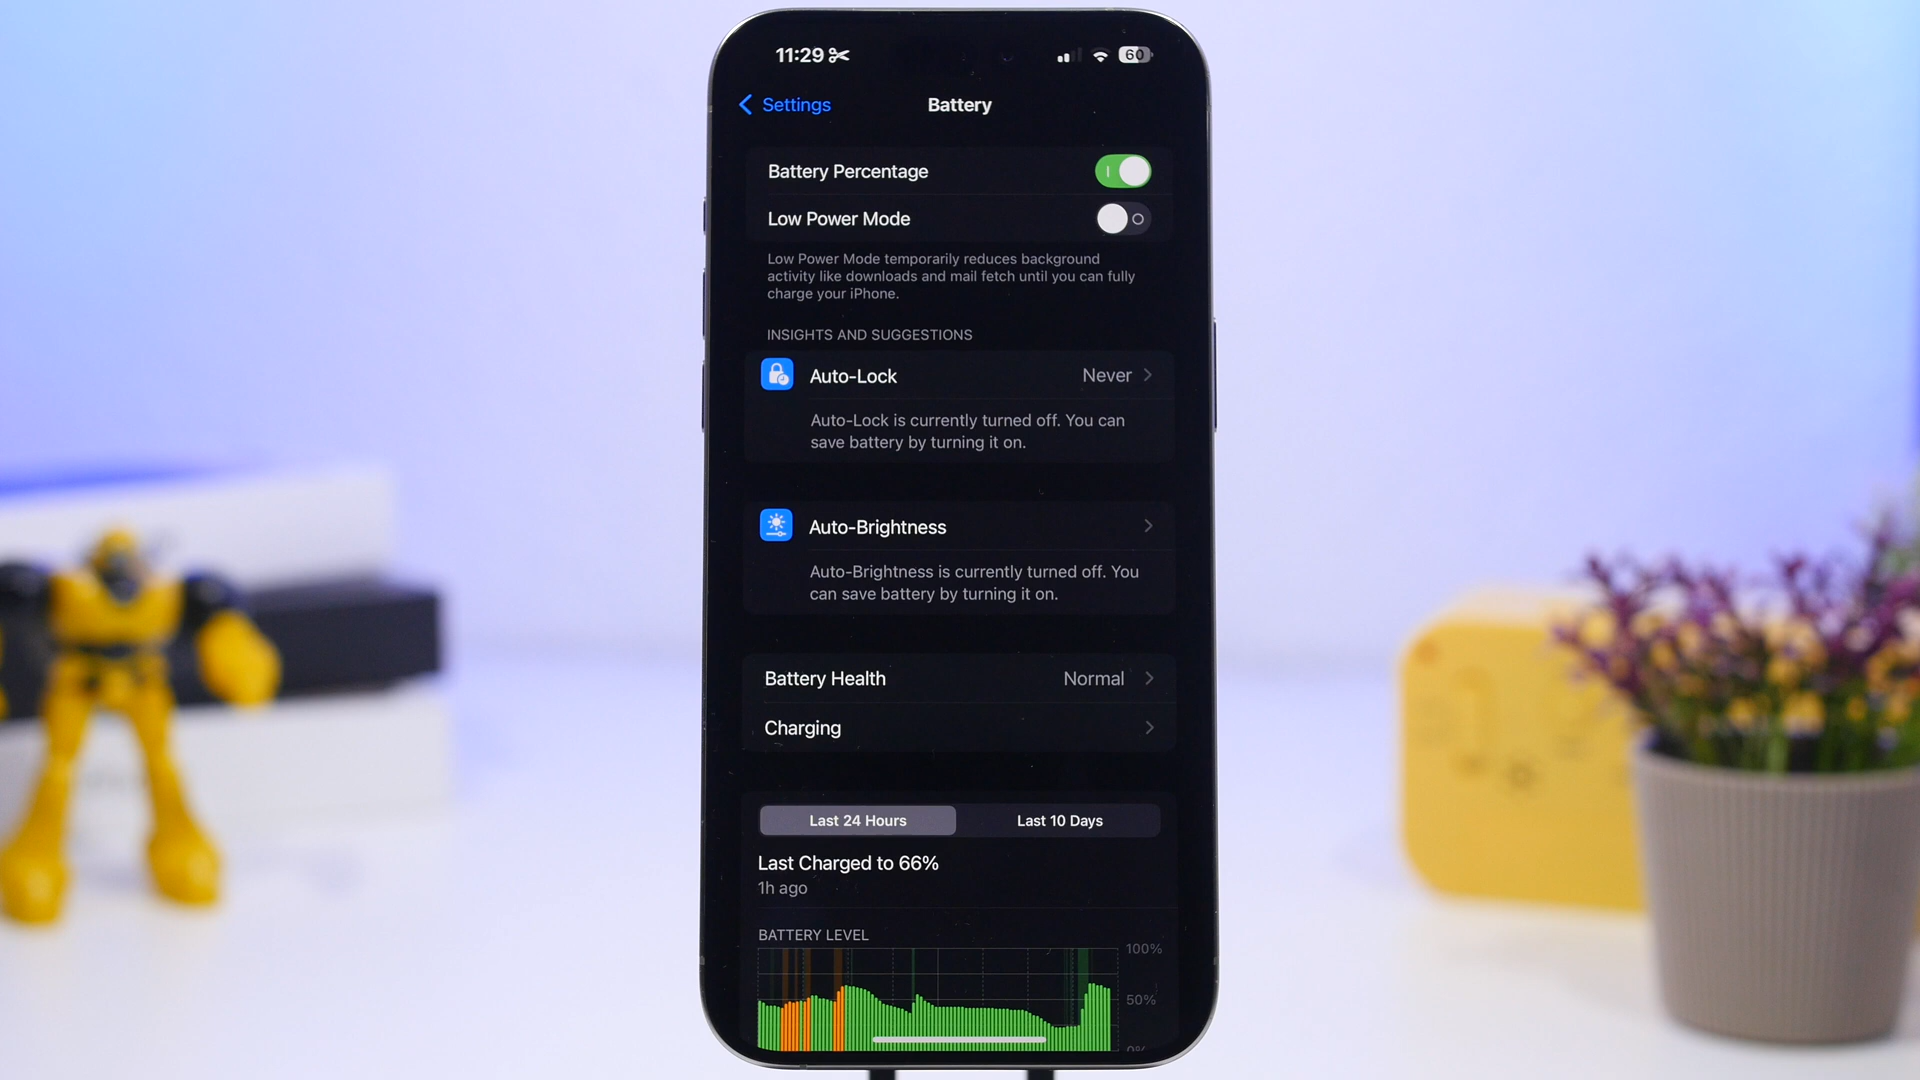 11:29
60
Settings
Battery
Battery Percentage
Low Power Mode
Low Power Mode temporarily reduces background
activity like downloads and mail fetch until you can fully
charge your iPhone.
INSIGHTS AND SUGGESTIONS
Auto-Lock Never
Auto-Lock is currently turned off. You can
save battery by turning it on.
Auto-Brightness
Auto-Brightness is currently turned off. You
can save battery by turning it on.
Battery Health Normal
Charging
Last 24 Hours Last 10 Days
Last Charged to 66%
1h ago
BATTERY LEVEL
100%
50%
0%